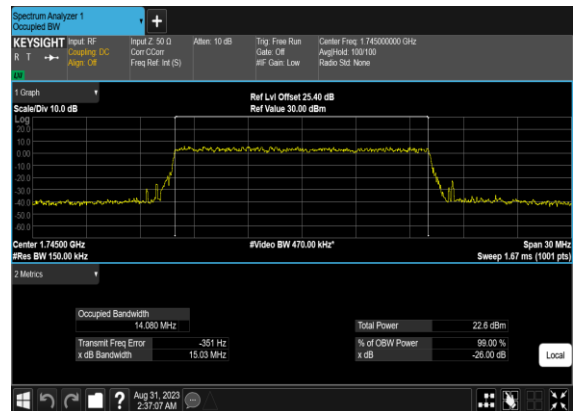 Spectrum Analyzer 1
Occupied BW
KEYSIGHT Input: RF Input Z: 50 Ω Atten: 10 dB Trig: Free Run Center Freq: 1.745000000 GHz
R T Coupling: DC Corr CCorr Gate: Off Avg|Hold: 100/100
Align: Off Freq Ref: Int (S) #IF Gain: Low Radio Std: None
1 Graph
Ref Lvl Offset 25.40 dB
Scale/Div 10.0 dB Ref Value 30.00 dBm
Log
20.0
10.0
0.00
-10.0
-20.0
-30.0
-40.0
-50.0
-60.0
Center 1.74500 GHz #Video BW 470.00 kHz* Span 30 MHz
#Res BW 150.00 kHz Sweep 1.67 ms (1001 pts)
2 Metrics
Occupied Bandwidth
14.080 MHz Total Power 22.6 dBm
Transmit Freq Error -351 Hz % of OBW Power 99.00 %
x dB Bandwidth 15.03 MHz x dB -26.00 dB
Local
? Aug 31, 2023
2:37:07 AM